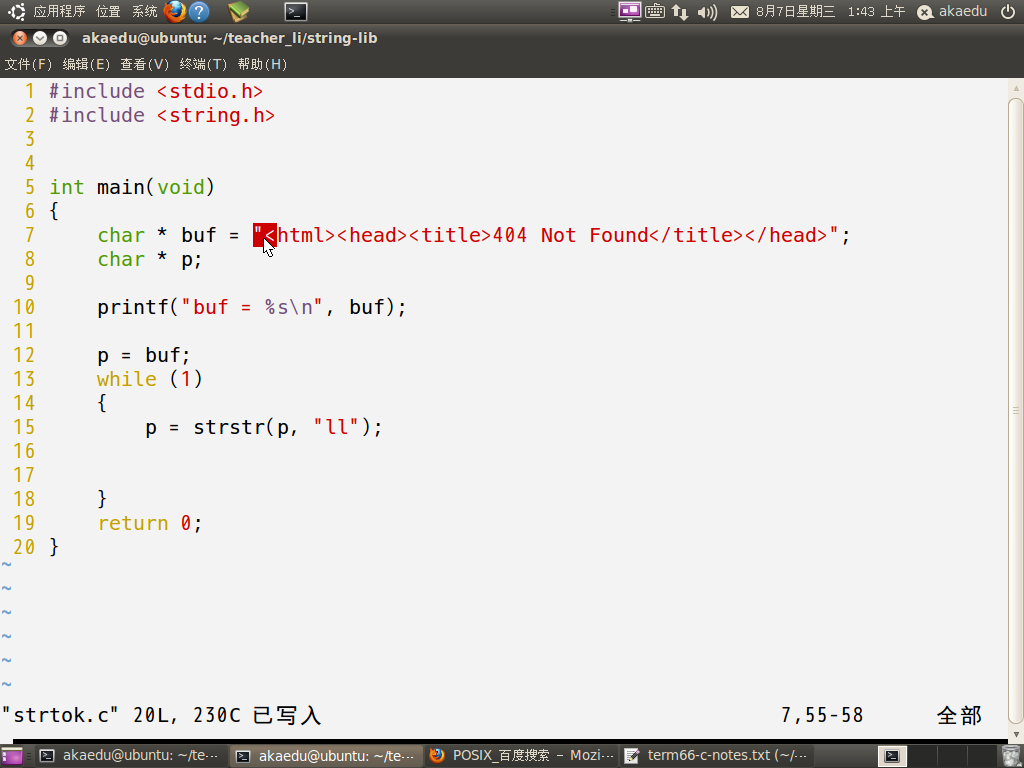 应用程序 位置 系统 8月7日星期三 1:43 上午 akaedu
akaedu@ubuntu: ~/teacher_li/string-lib
文件(F) 编辑(E) 查看(V) 终端(T) 帮助(H)
1 #include <stdio.h>
2 #include <string.h>
3
4
5 int main(void)
6 {
7     char * buf = "<html><head><title>404 Not Found</title></head>";
8     char * p;
9
10     printf("buf = %s\n", buf);
11
12     p = buf;
13     while (1)
14     {
15         p = strstr(p, "ll");
16
17
18     }
19     return 0;
20 }
~
~
~
~
~
~
"strtok.c" 20L, 230C 已写入 7,55-58 全部
akaedu@ubuntu: ~/te··· akaedu@ubuntu: ~/te··· POSIX_百度搜索 – Mozi··· term66-c-notes.txt (~/···